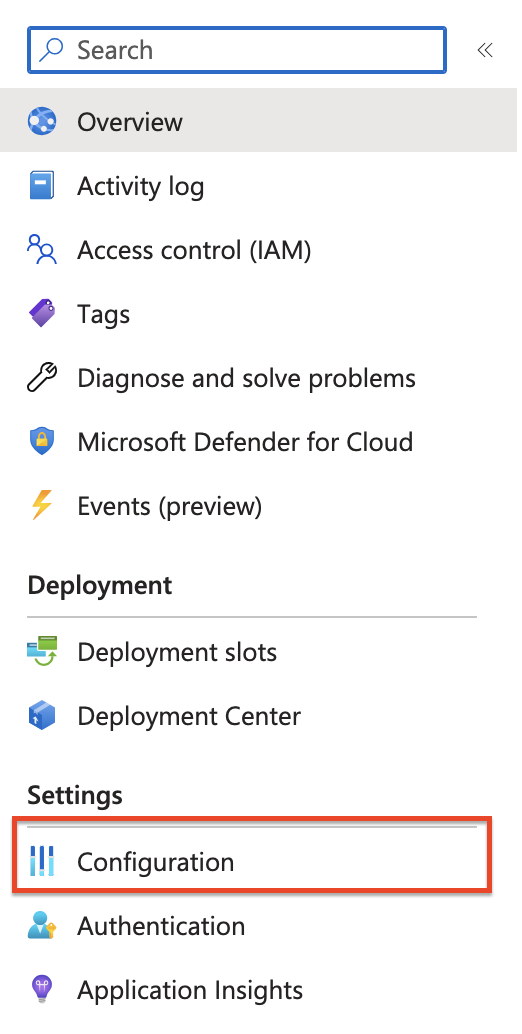 Search
Overview
Activity log
Access control (IAM)
Tags
Diagnose and solve problems
Microsoft Defender for Cloud
Events (preview)
Deployment
Deployment slots
Deployment Center
Settings
Configuration
Authentication
Application Insights